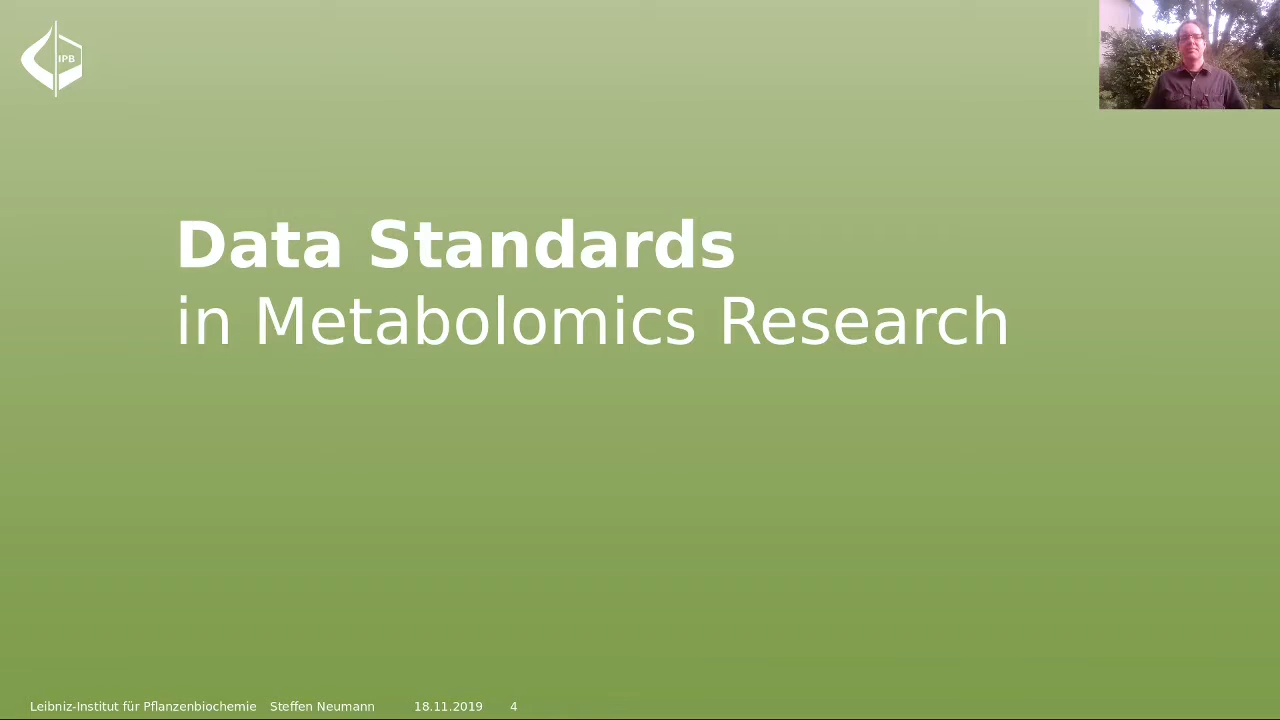 IPB
Data Standards
in Metabolomics Research
Leibniz-Institut für Pflanzenbiochemie Steffen Neumann 18.11.2019 4